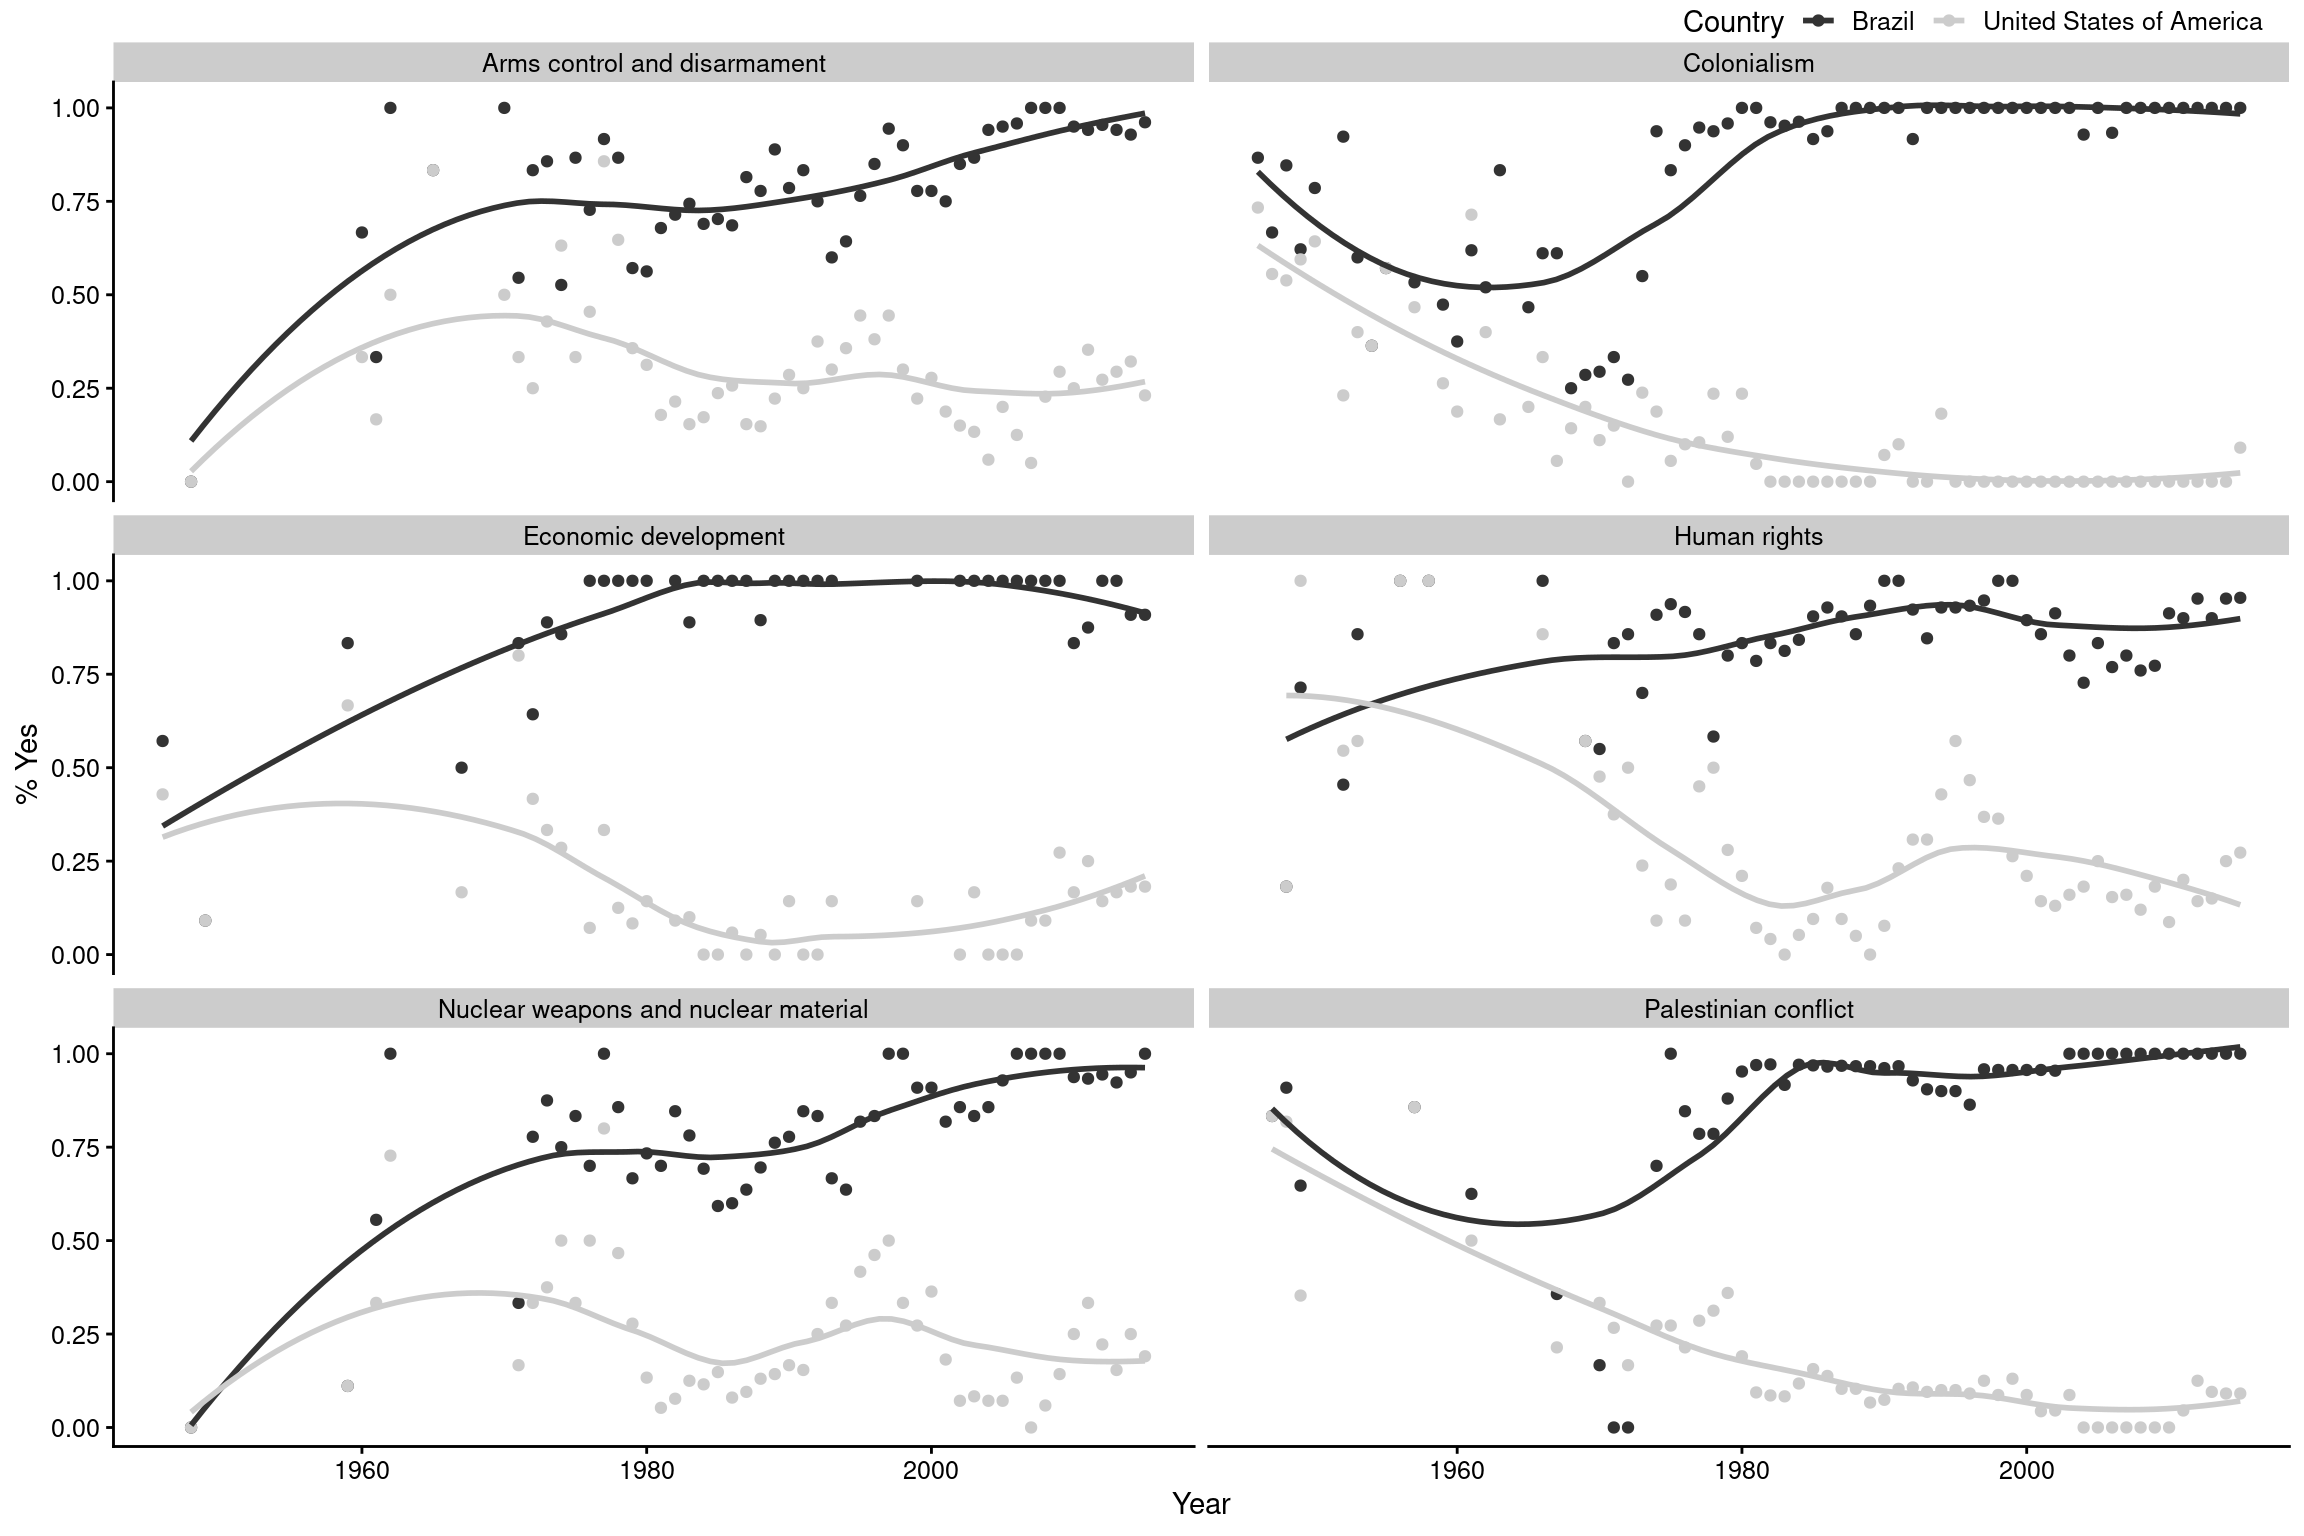 Country Brazil United States of America
Arms control and disarmament
Colonialism
1.00
0.75
0.50
0.25
0.00
Economic development
Human rights
1.00
0.75
0.50
0.25
0.00
% Yes
Nuclear weapons and nuclear material
Palestinian conflict
1.00
0.75
0.50
0.25
0.00
1960 1980 2000 1960 1980 2000
Year